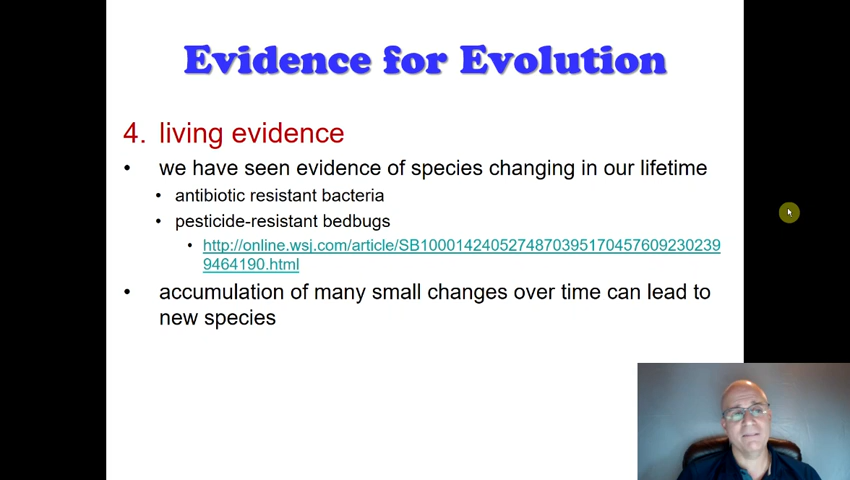 Evidence for Evolution
4. living evidence
• we have seen evidence of species changing in our lifetime
• antibiotic resistant bacteria
• pesticide-resistant bedbugs
• http://online.wsj.com/article/SB1000142405274870395170457609230239
9464190.html
• accumulation of many small changes over time can lead to
new species